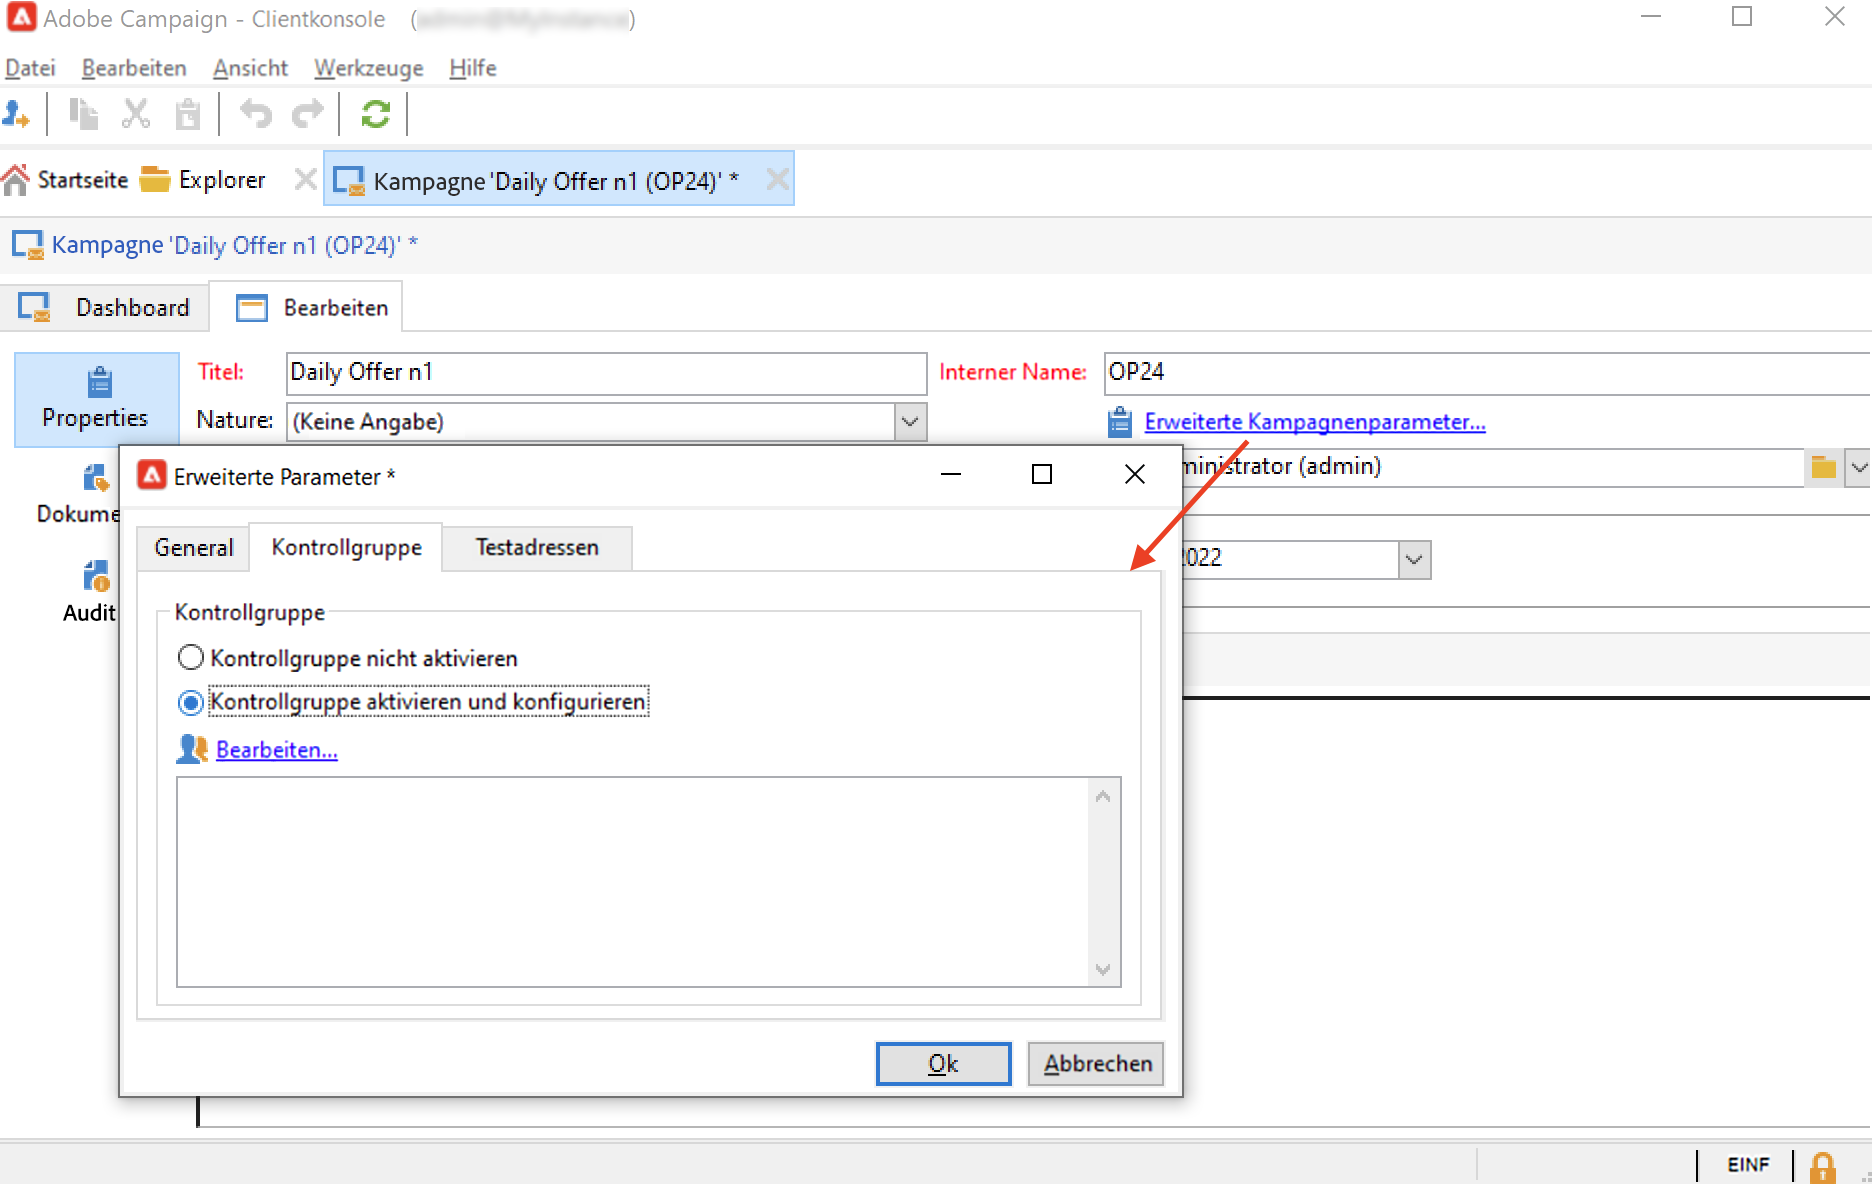 Adobe Campaign - Clientkonsole
Datei Bearbeiten Ansicht Werkzeuge Hilfe
Startseite Explorer Kampagne 'Daily Offer n1 (OP24)' *
Kampagne 'Daily Offer n1 (OP24)' *
Dashboard Bearbeiten
Properties
Titel: Daily Offer n1 Interner Name: OP24
Nature: (Keine Angabe) Erweiterte Kampagnenparameter...
ministrator (admin)
Dokume
2022
Audit
Erweiterte Parameter *
General Kontrollgruppe Testadressen
Kontrollgruppe
Kontrollgruppe nicht aktivieren
Kontrollgruppe aktivieren und konfigurieren
Bearbeiten...
Ok Abbrechen
EINF